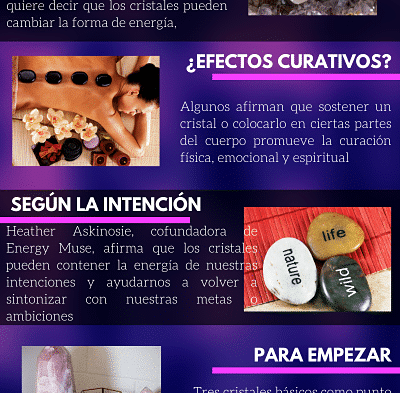 quiere decir que los cristales pueden
cambiar la forma de energía,
¿EFECTOS CURATIVOS?
Algunos afirman que sostener un
cristal o colocarlo en ciertas partes
del cuerpo promueve la curación
física, emocional y espiritual
SEGÚN LA INTENCIÓN
Heather Askinosie, cofundadora de
Energy Muse, afirma que los cristales
pueden contener la energía de nuestras
intenciones y ayudarnos a volver a
sintonizar con nuestras metas o
ambiciones
life
nature
wild
PARA EMPEZAR
Tres cristales básicos como punto